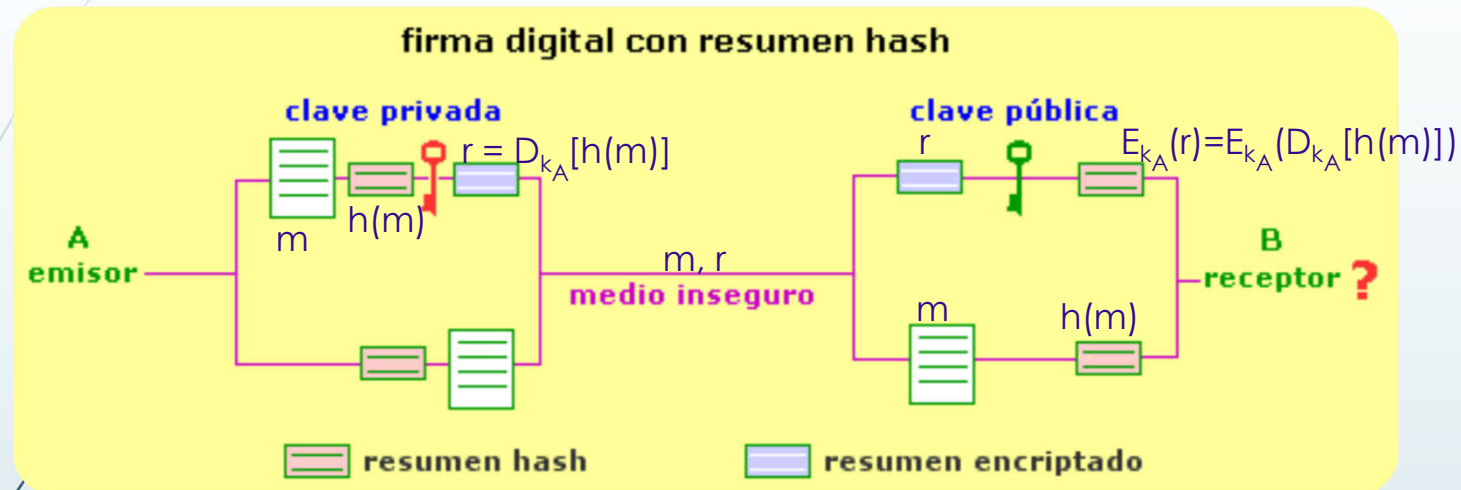 firma digital con resumen hash
clave privada
clave pública
r = D_{k_A}[h(m)]
r
E_{k_A}(r)=E_{k_A}(D_{k_A}[h(m)])
m
h(m)
A
emisor
m, r
medio inseguro
B
receptor ?
m
h(m)
resumen hash
resumen encriptado